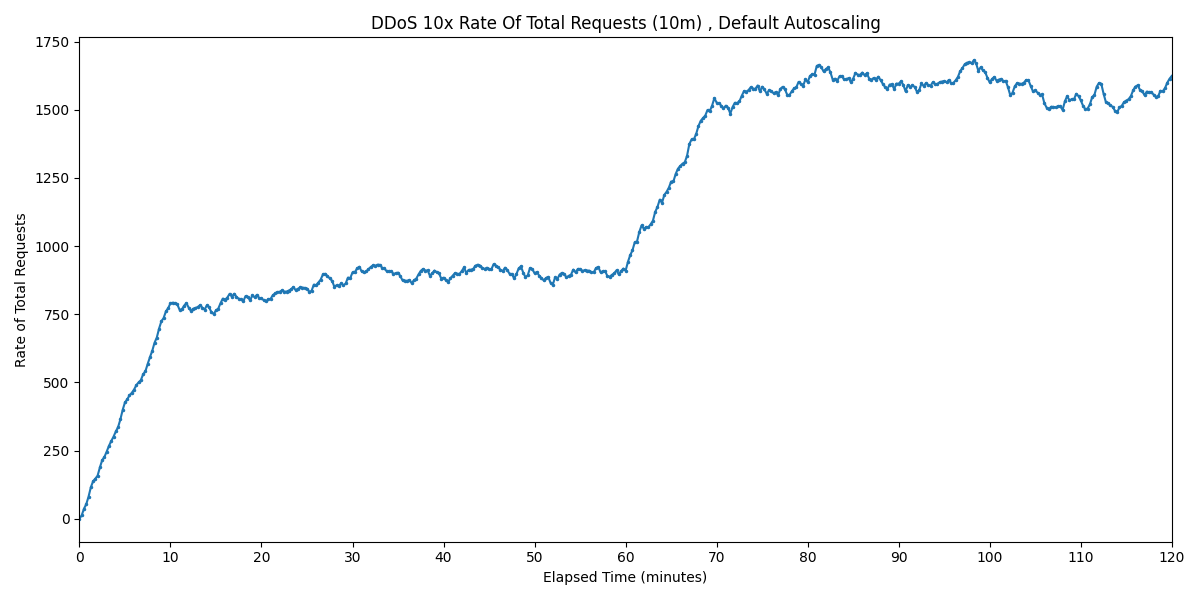 DDoS 10x Rate Of Total Requests (10m) , Default Autoscaling
Rate of Total Requests
1750
1500
1250
1000
750
500
250
0
0 10 20 30 40 50 60 70 80 90 100 110 120
Elapsed Time (minutes)